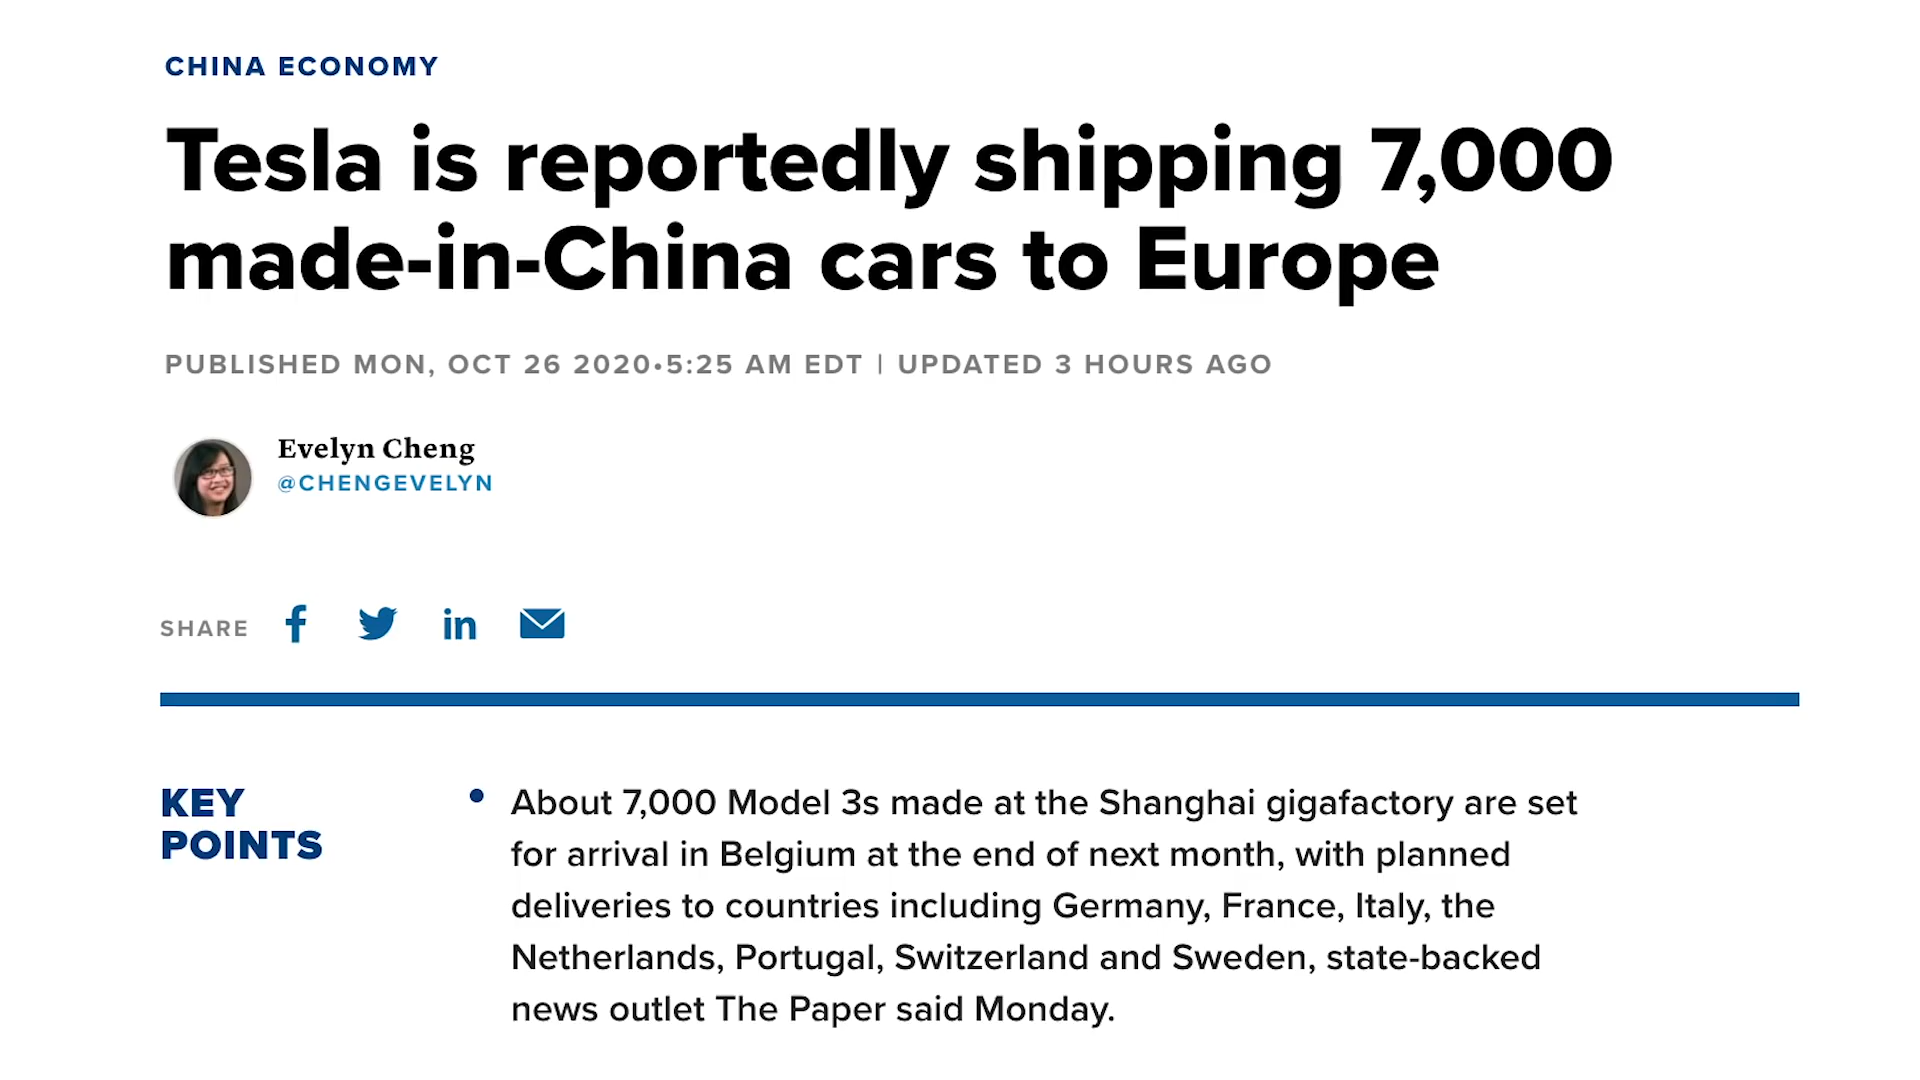 CHINA ECONOMY
Tesla is reportedly shipping 7,000
made-in-China cars to Europe
PUBLISHED MON, OCT 26 2020•5:25 AM EDT | UPDATED 3 HOURS AGO
Evelyn Cheng
@CHENGEVELYN
SHARE
KEY
POINTS
• About 7,000 Model 3s made at the Shanghai gigafactory are set
for arrival in Belgium at the end of next month, with planned
deliveries to countries including Germany, France, Italy, the
Netherlands, Portugal, Switzerland and Sweden, state-backed
news outlet The Paper said Monday.